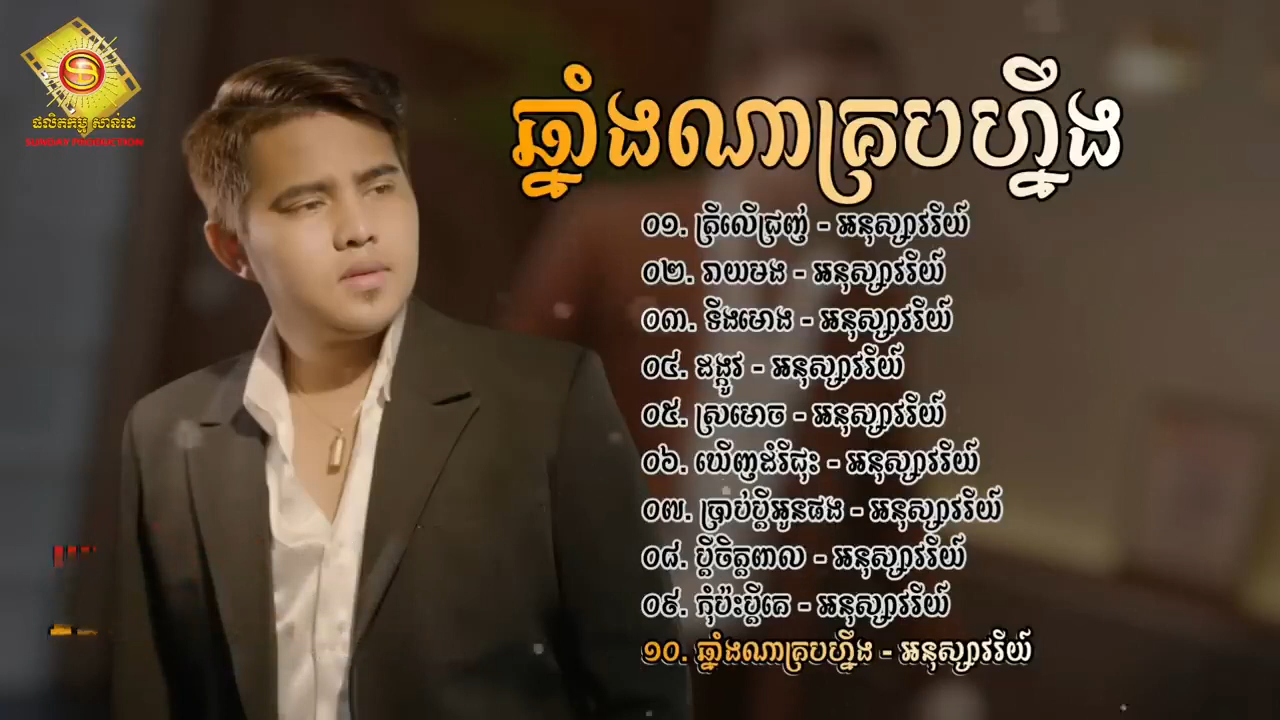 ផលិតកម្ម សាន់ដេ
SUNDAY PRODUCTION
ឆ្នាំងណាគ្របហ្នឹង
០១. ត្រីលើជ្រញ់ - អនុស្សាវរីយ៍
០២. រាយមង - អនុស្សាវរីយ៍
០៣. ទីងមោង - អនុស្សាវរីយ៍
០៤. ដង្កូវ - អនុស្សាវរីយ៍
០៥. ស្រមោច - អនុស្សាវរីយ៍
០៦. ឃើញដំរីជុះ - អនុស្សាវរីយ៍
០៧. ប្រាប់ប្ដីអូនផង - អនុស្សាវរីយ៍
០៨. ប្ដីចិត្តពាល - អនុស្សាវរីយ៍
០៩. កុំប៉ះប្ដីគេ - អនុស្សាវរីយ៍
១០. ឆ្នាំងណាគ្របហ្នឹង - អនុស្សាវរីយ៍